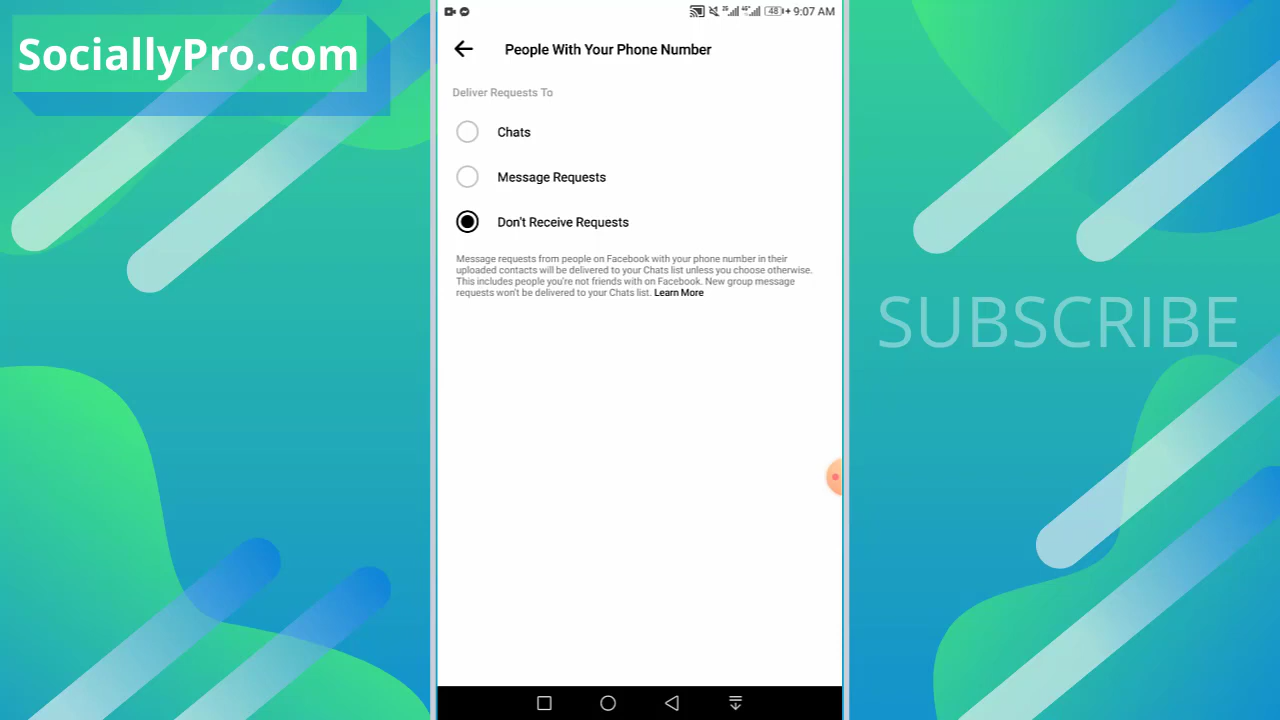 SociallyPro.com
48 9:07 AM
People With Your Phone Number
Deliver Requests To
Chats
Message Requests
Don't Receive Requests
Message requests from people on Facebook with your phone number in their
uploaded contacts will be delivered to your Chats list unless you choose otherwise.
This includes people you're not friends with on Facebook. New group message
requests won't be delivered to your Chats list. Learn More
SUBSCRIBE